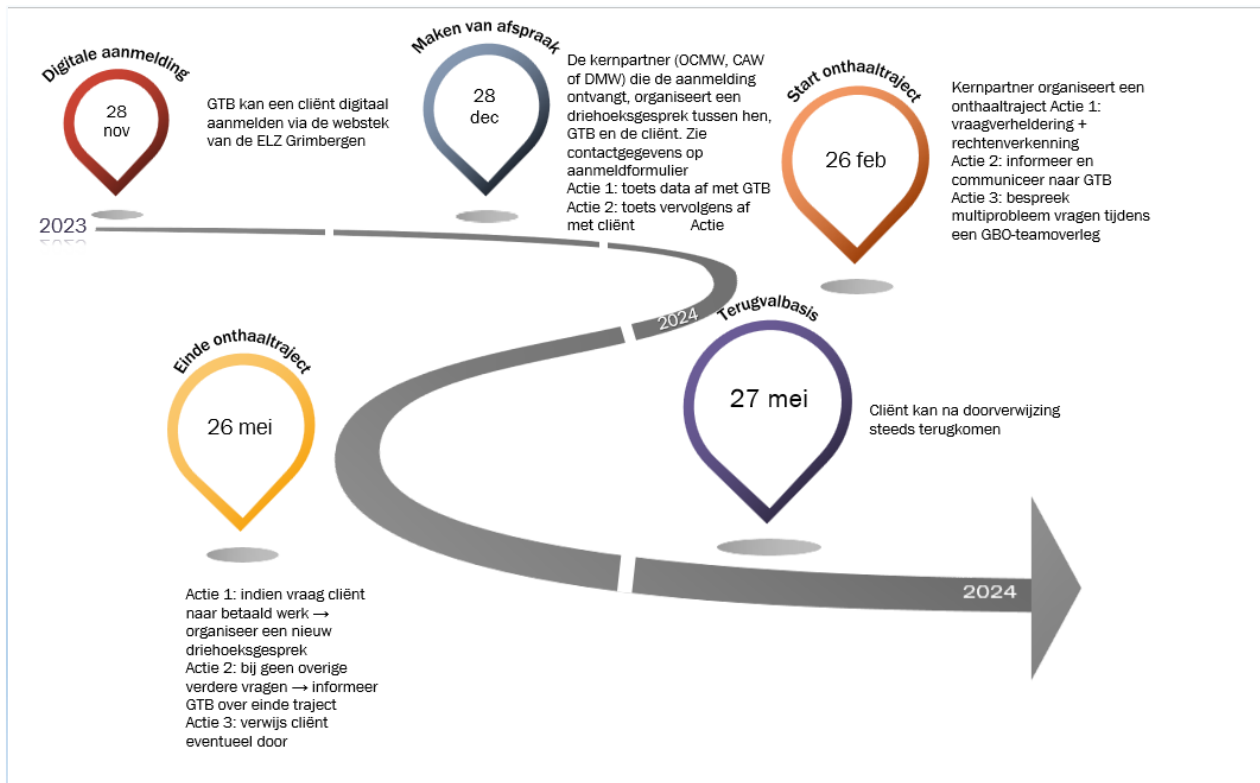 Digitale aanmelding
28
nov
GTB kan een cliënt digitaal
aanmelden via de webstek
van de ELZ Grimbergen
Maken van afspraak
28
dec
De kernpartner (OCMW, CAW
of DMW) die de aanmelding
ontvangt, organiseert een
driehoeksgesprek tussen hen,
GTB en de cliënt. Zie
contactgegevens op
aanmeldformulier
Actie 1: toets data af met GTB
Actie 2: toets vervolgens af
met cliënt Actie
Start onthaaltraject
26 feb
Kernpartner organiseert een
onthaaltraject Actie 1:
vraagverheldering +
rechtenverkenning
Actie 2: informeer en
communiceer naar GTB
Actie 3: bespreek
multiprobleem vragen tijdens
een GBO-teamoverleg
2023
2024
Einde onthaaltraject
26 mei
Actie 1: indien vraag cliënt
naar betaald werk →
organiseer een nieuw
driehoeksgesprek
Actie 2: bij geen overige
verdere vragen → informeer
GTB over einde traject
Actie 3: verwijs cliënt
eventueel door
Terugvalbasis
27 mei
Cliënt kan na doorverwijzing
steeds terugkomen
2024